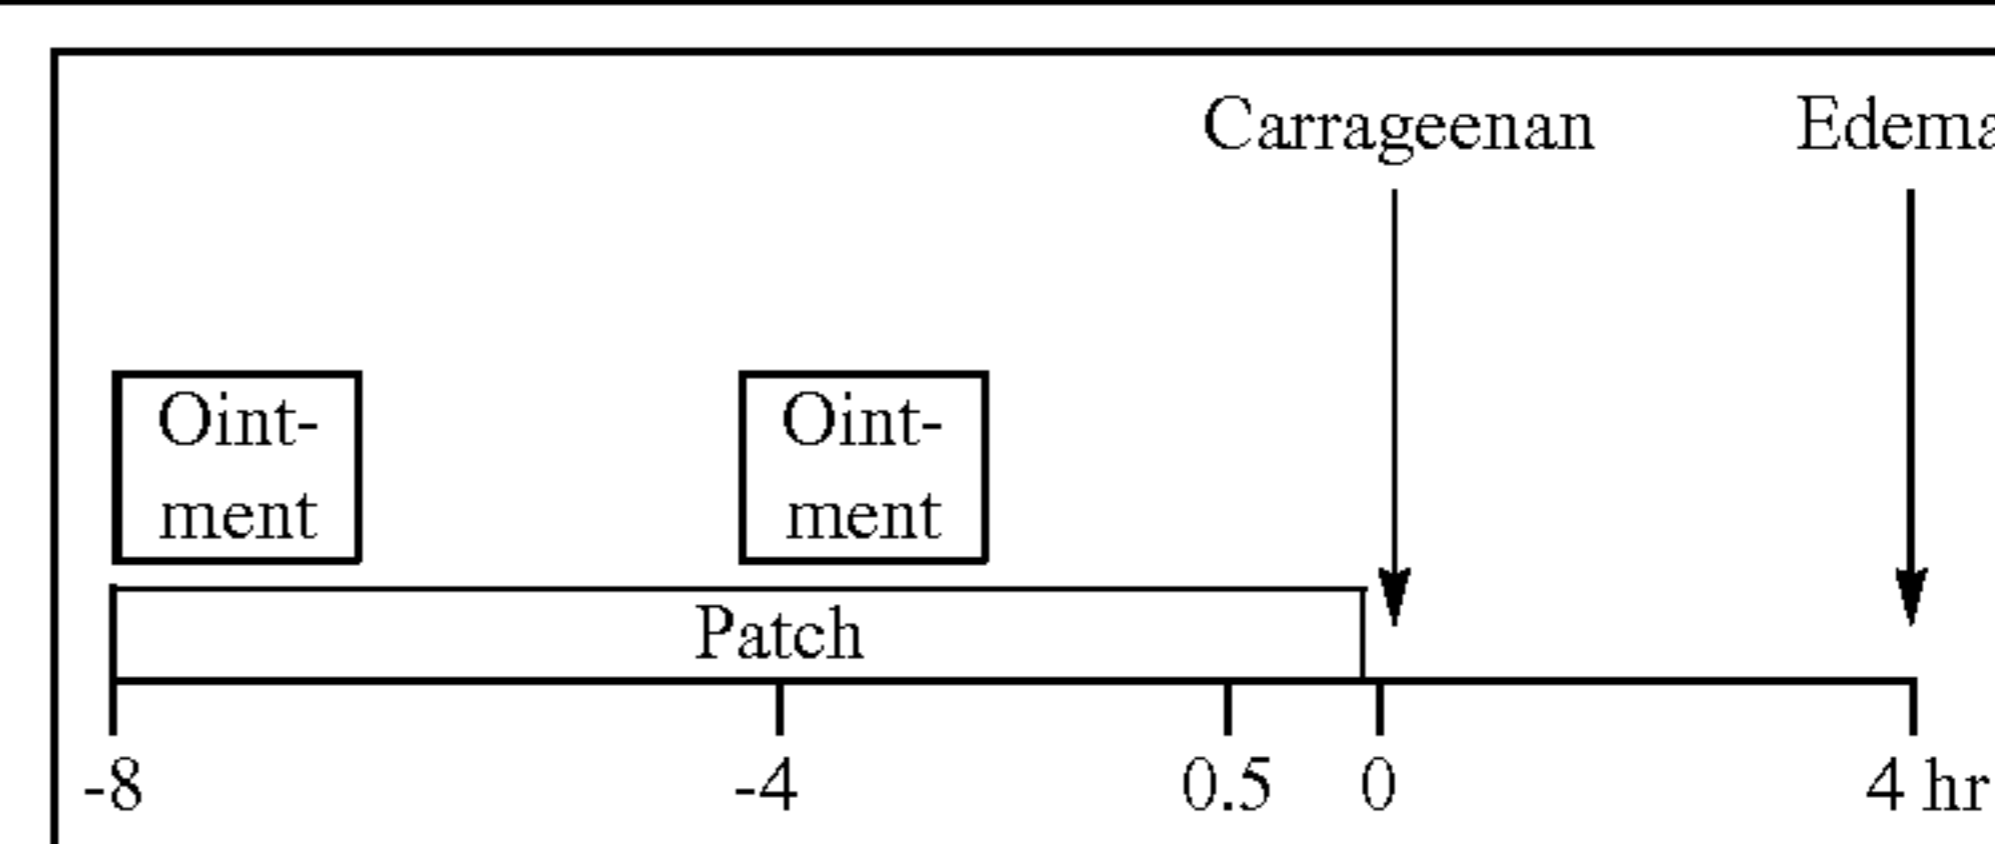 Carrageenan Edema
Oint- Oint-
ment ment
Patch
-8 -4 0.5 0 4 hr